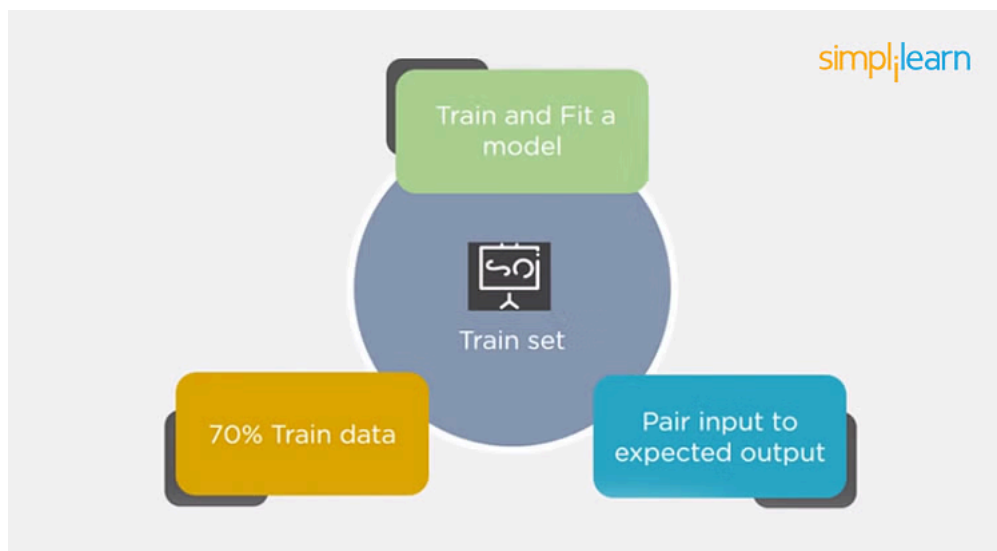 simplilearn
Train and Fit a
model
Train set
70% Train data
Pair input to
expected output